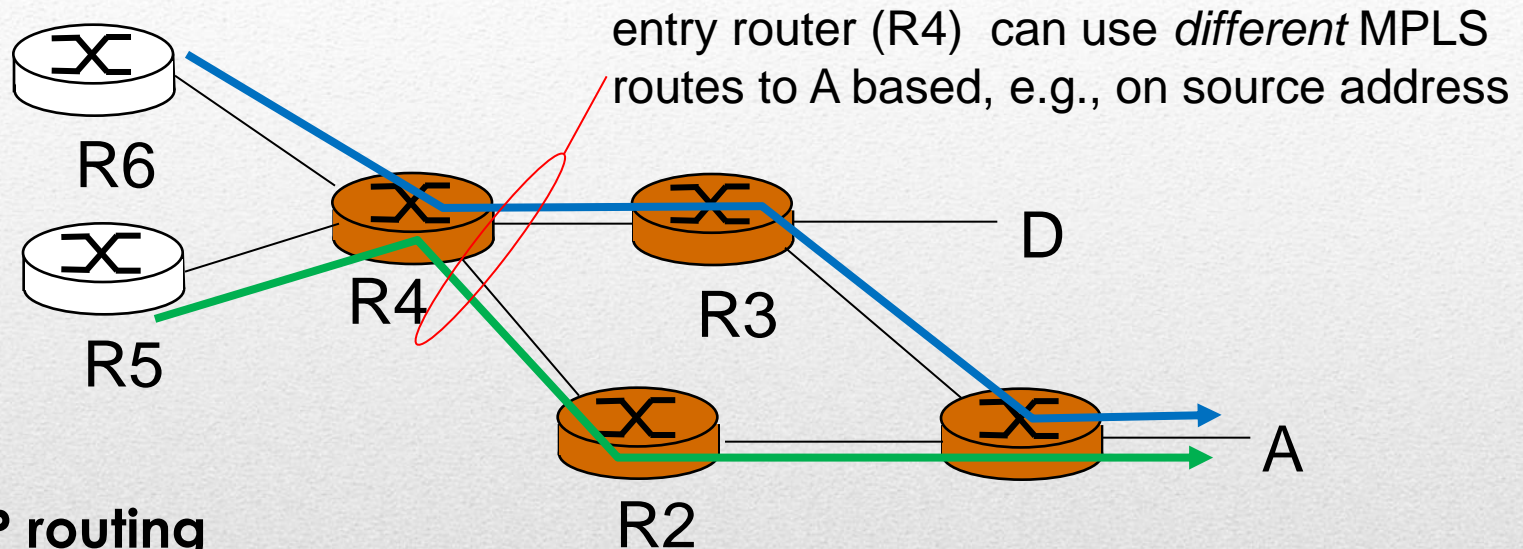 entry router (R4) can use different MPLS
routes to A based, e.g., on source address
R6
R5
R4
R3
D
A
R2
routing